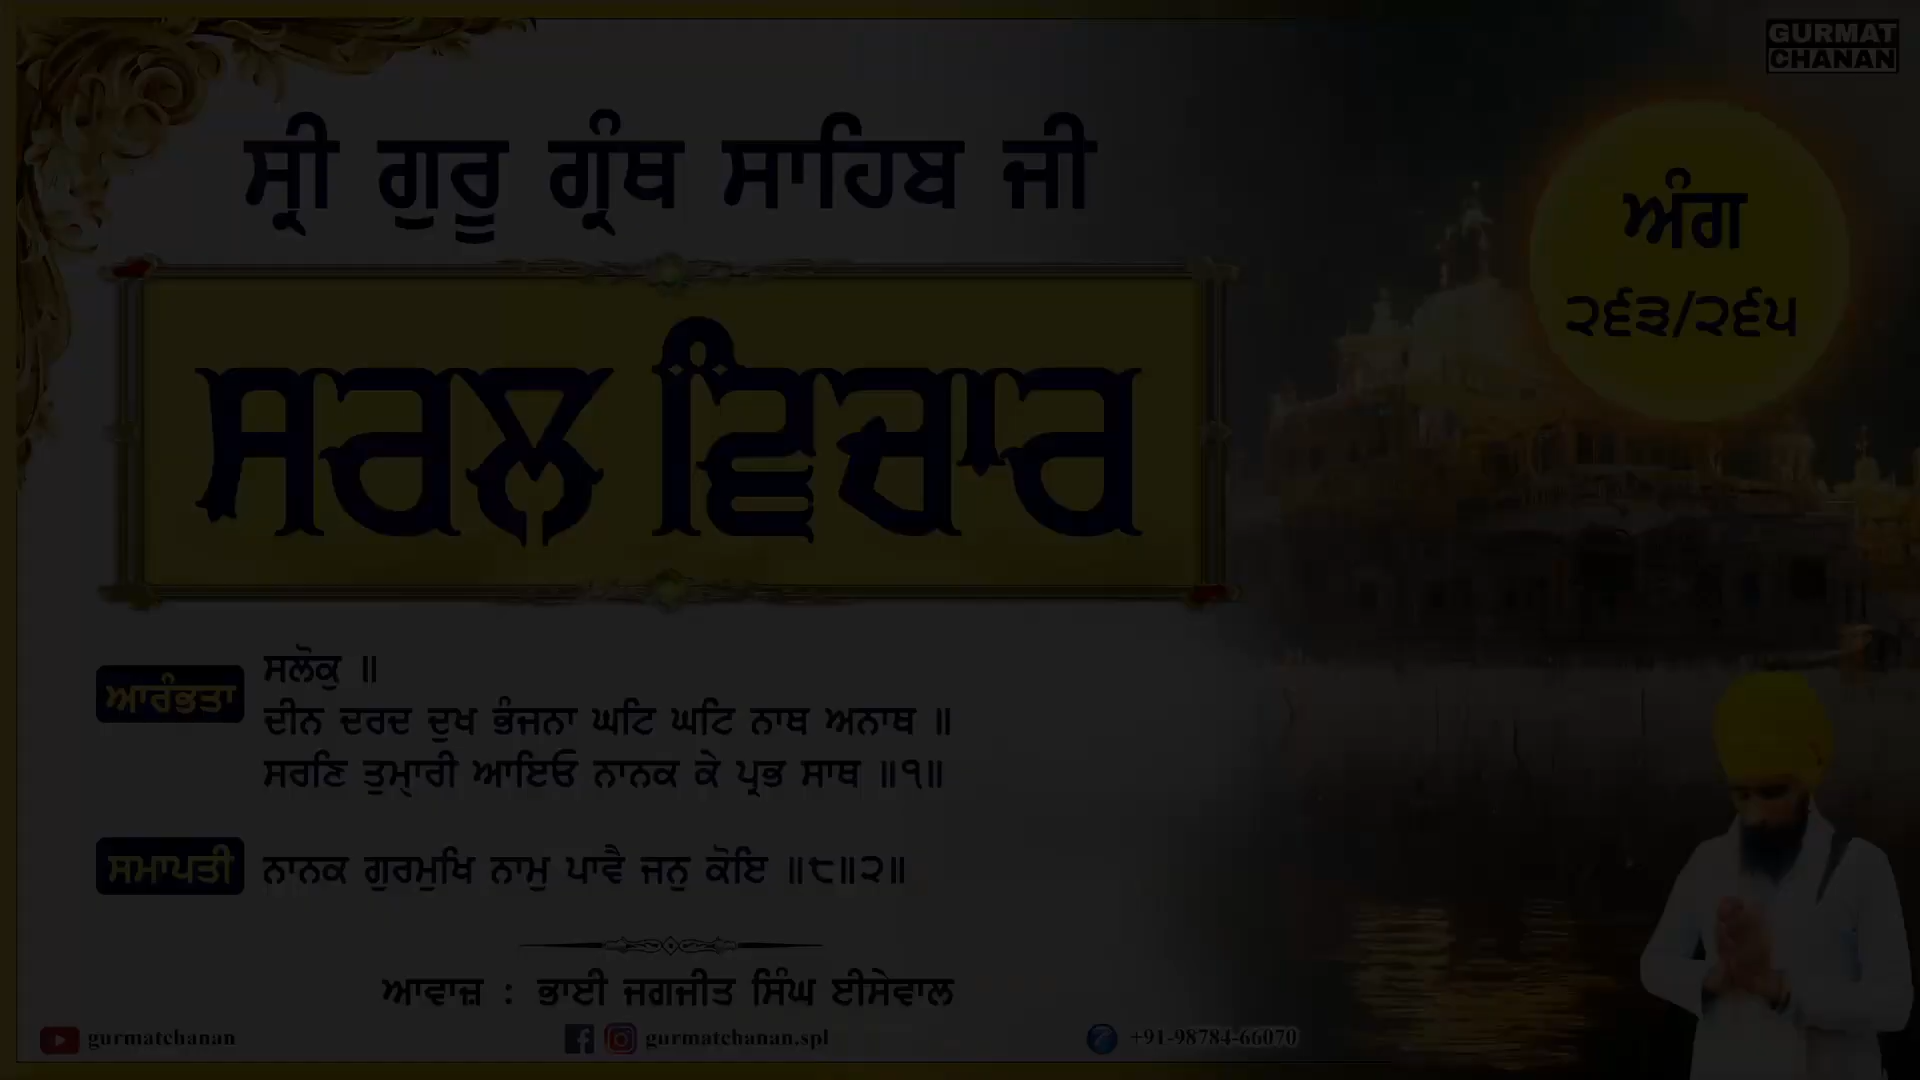 GURMAT
CHANAN
ਸ੍ਰੀ ਗੁਰੂ ਗ੍ਰੰਥ ਸਾਹਿਬ ਜੀ
ਅੰਗ
੨੬੩/੨੬੫
ਸਰਲ ਵਿਚਾਰ
ਆਰੰਭਤਾ
ਸਲੋਕੁ ॥
ਦੀਨ ਦਰਦ ਦੁਖ ਭੰਜਨਾ ਘਟਿ ਘਟਿ ਨਾਥ ਅਨਾਥ ॥
ਸਰਣਿ ਤੁਮ੍ਹਾਰੀ ਆਇਓ ਨਾਨਕ ਕੇ ਪ੍ਰਭ ਸਾਥ ॥੧॥
ਸਮਾਪਤੀ
ਨਾਨਕ ਗੁਰਮੁਖਿ ਨਾਮੁ ਪਾਵੈ ਜਨੁ ਕੋਇ ॥੮॥੨॥
ਆਵਾਜ਼ : ਭਾਈ ਜਗਜੀਤ ਸਿੰਘ ਈਸੇਵਾਲ
gurmatchanan
gurmatchanan.spl
+91-98784-66070